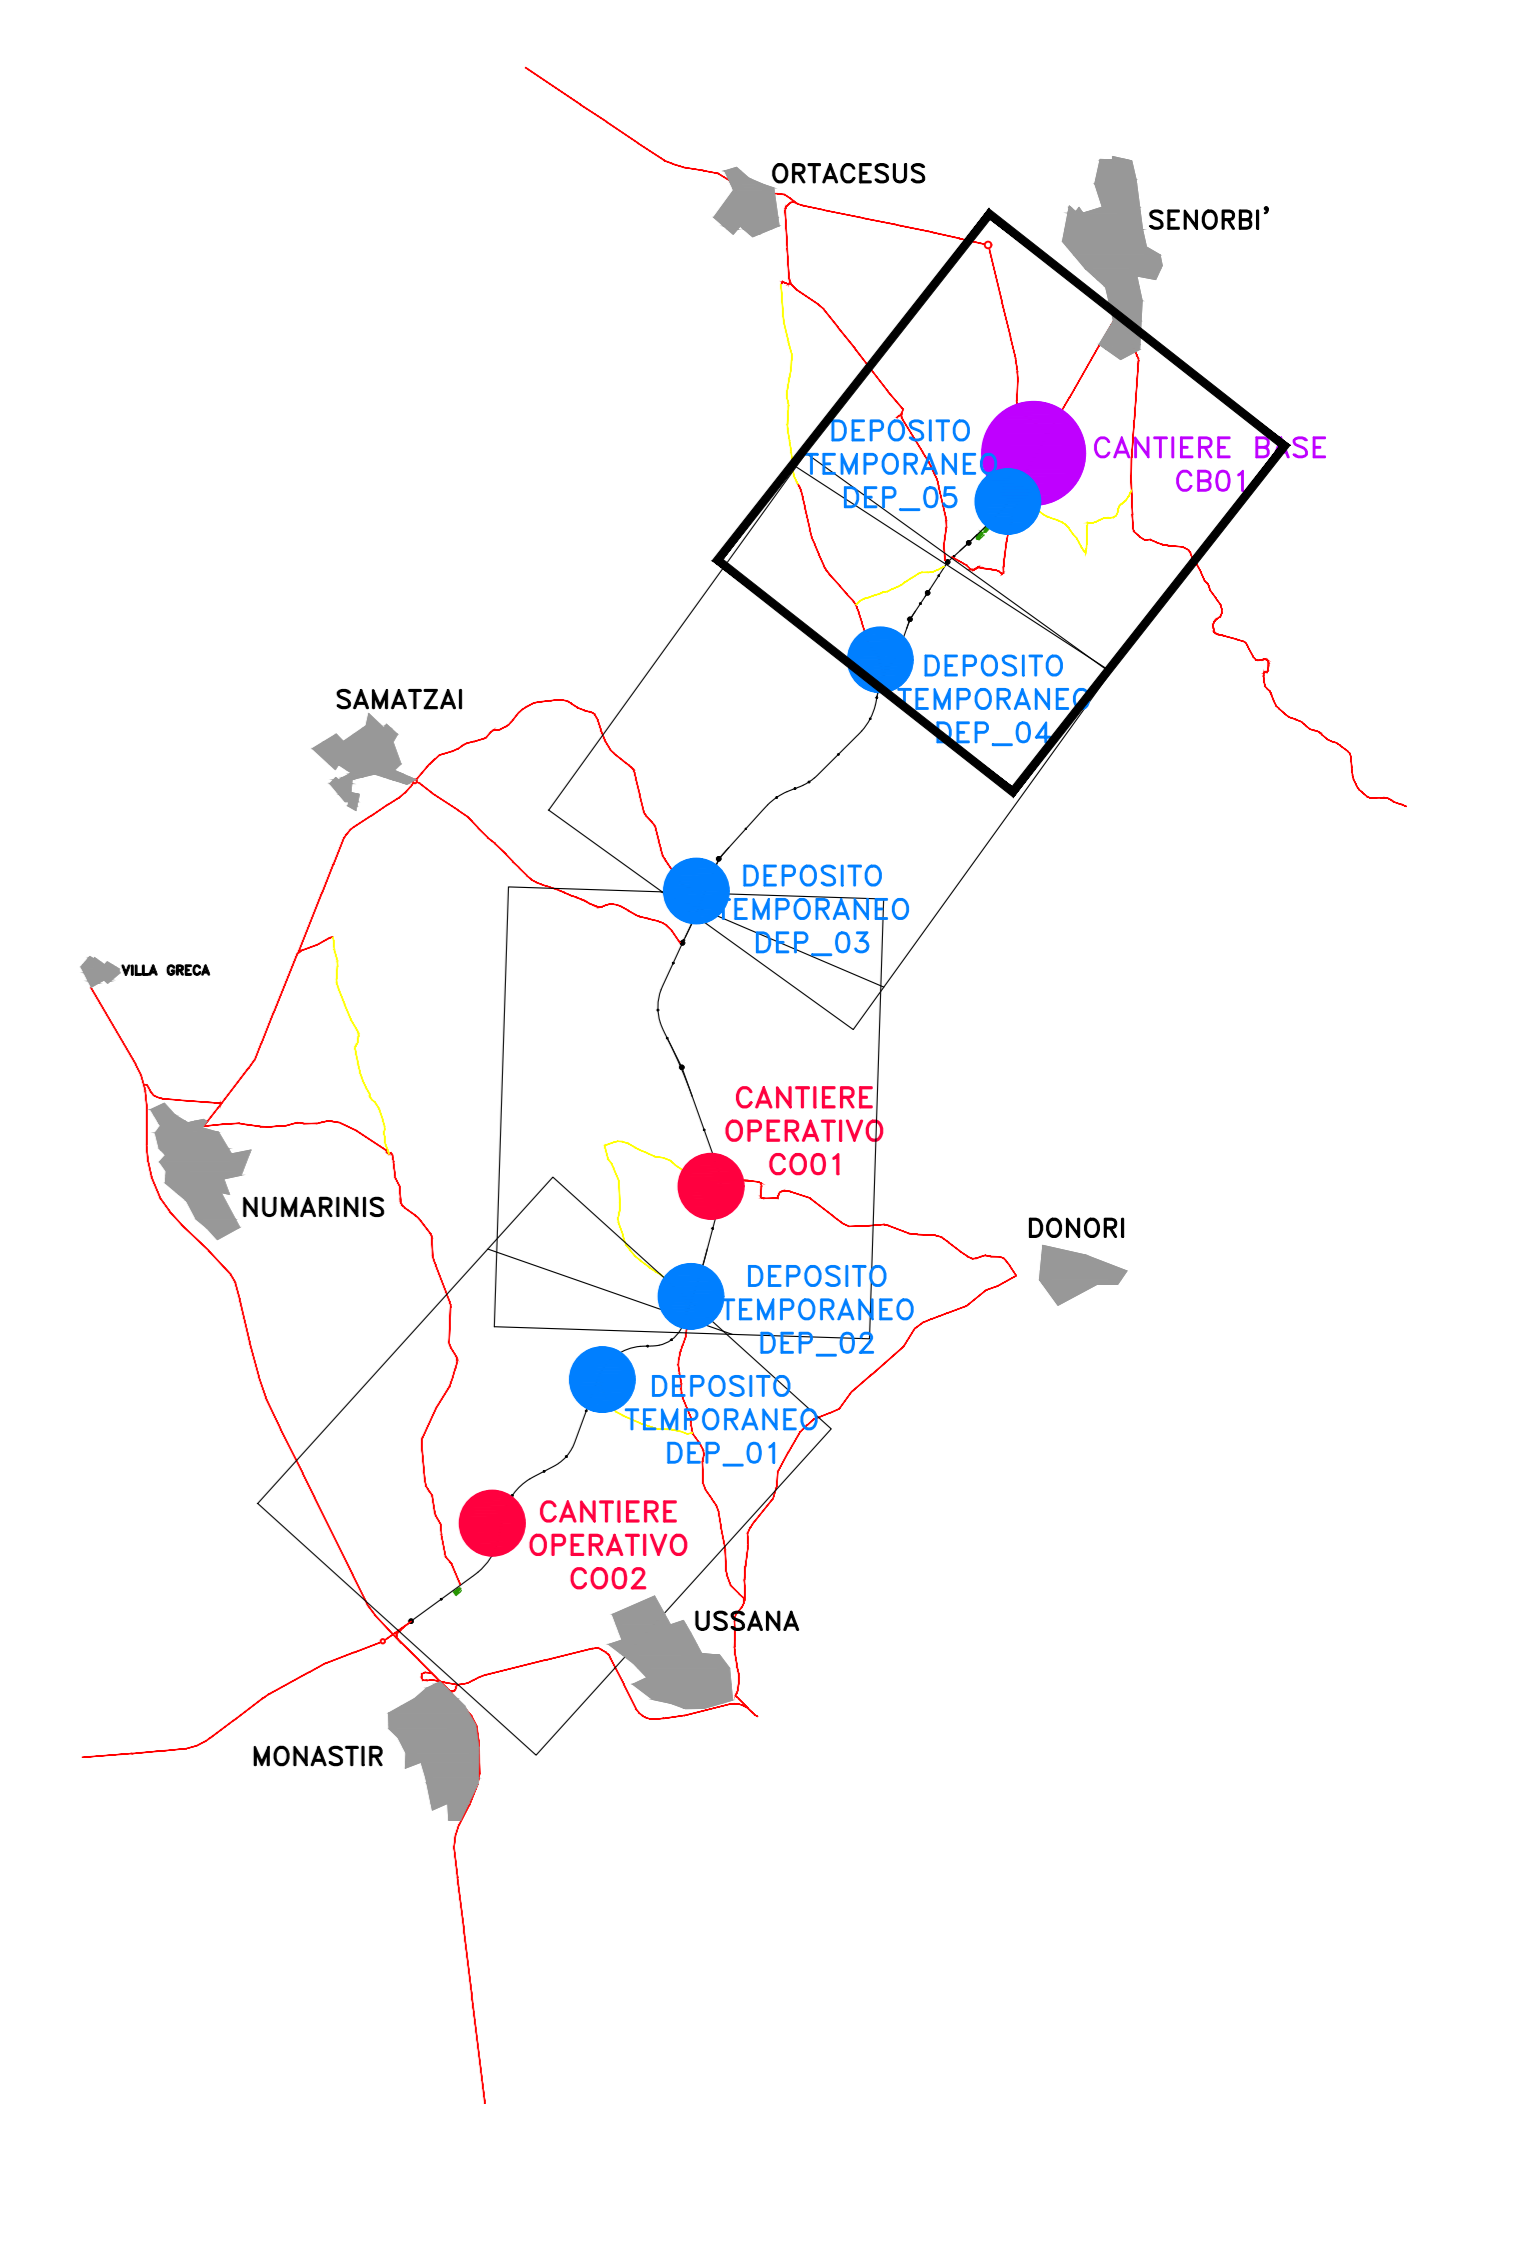 ORTACESUS
SENORBI'
DEPOSITO
TEMPORANEO
DEP_05
CANTIERE BASE
CB01
DEPOSITO
TEMPORANEO
DEP_04
SAMATZAI
DEPOSITO
TEMPORANEO
DEP_03
VILLA GRECA
CANTIERE
OPERATIVO
CO01
NUMARINIS
DONORI
DEPOSITO
TEMPORANEO
DEP_02
DEPOSITO
TEMPORANEO
DEP_01
CANTIERE
OPERATIVO
CO02
USSANA
MONASTIR